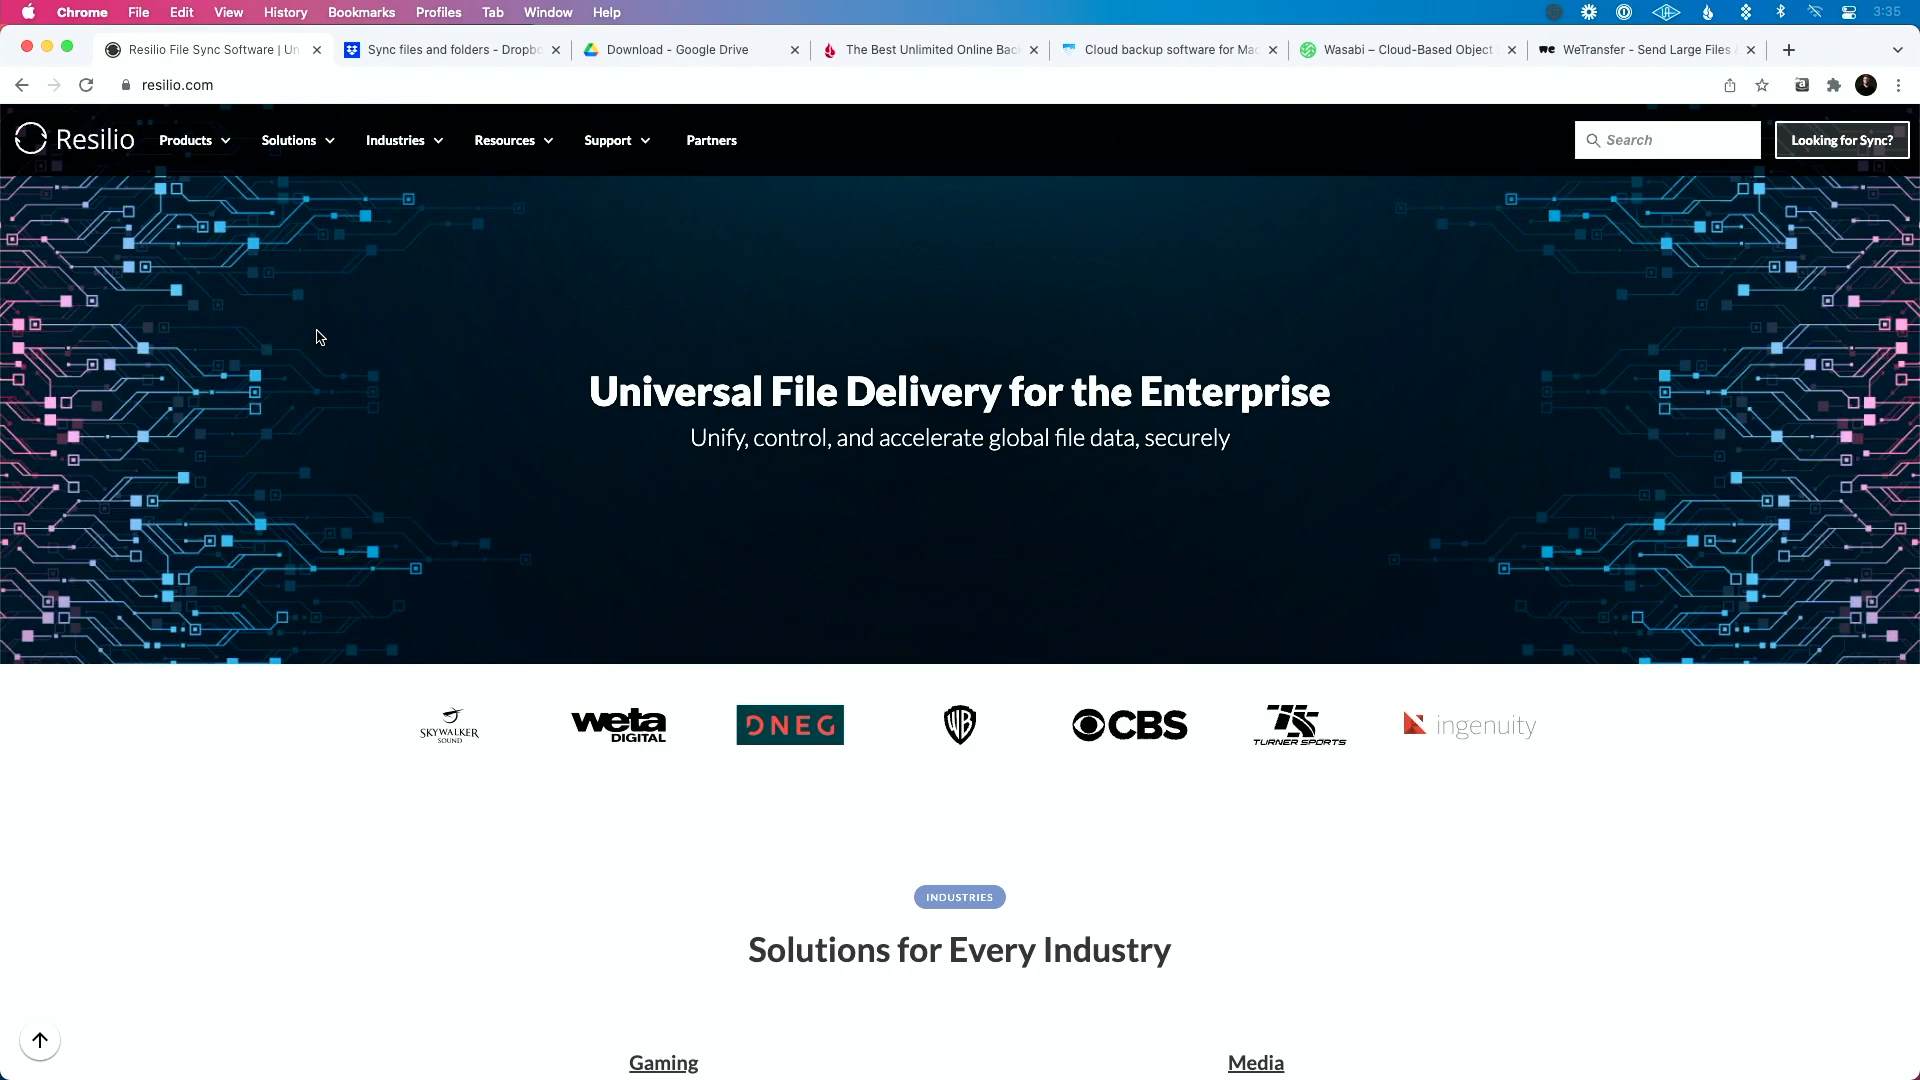 Chrome File Edit View History Bookmarks Profiles Tab Window Help 3:35
Resilio File Sync Software | Un
Sync files and folders - Dropbo
Download - Google Drive
The Best Unlimited Online Bac
Cloud backup software for Mac
Wasabi – Cloud-Based Object
WeTransfer - Send Large Files
resilio.com
Resilio Products Solutions Industries Resources Support Partners Search Looking for Sync?
Universal File Delivery for the Enterprise
Unify, control, and accelerate global file data, securely
SKYWALKER
SOUND
weta
DIGITAL
DNEG
WB
CBS
TS
TURNER SPORTS
ingenuity
INDUSTRIES
Solutions for Every Industry
Gaming Media